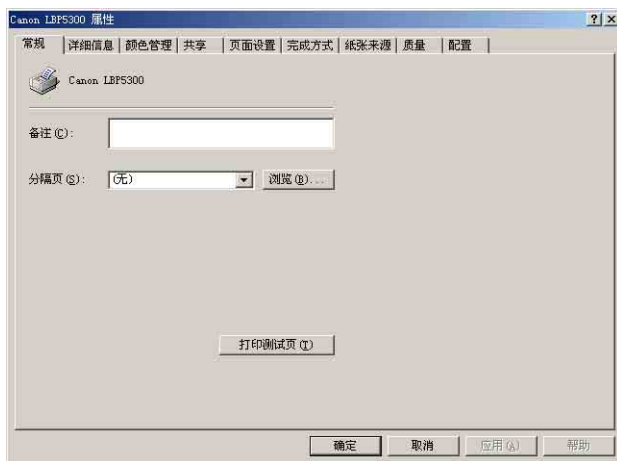 Canon LBP5300 属性
常规 详细信息 颜色管理 共享 页面设置 完成方式 纸张来源 质量 配置
Canon LBP5300
备注(C):
分隔页(S): (无) 浏览(B)...
打印测试页(T)
确定 取消 应用(A) 帮助